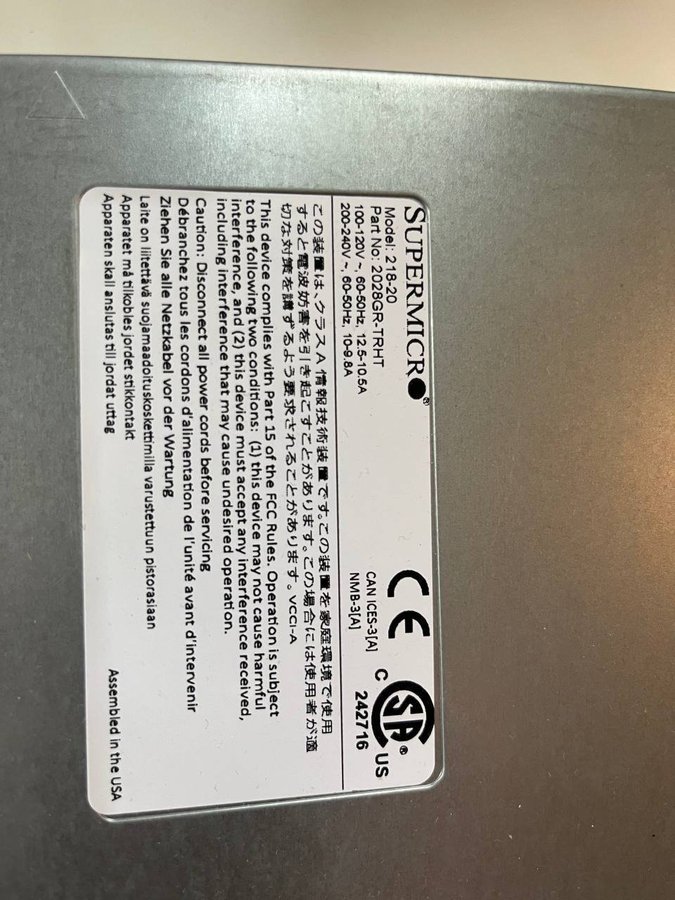 SUPERMICRO®
Model: 218-20
Part No: 2028GR-TRHT
100-120V ~, 60-50Hz, 12.5-10.5A
200-240V ~, 60-50Hz, 10-9.8A
CE
CAN ICES-3[A]
NMB-3[A]
C SA® US
242716
この装置は、クラスA情報技術装置です。この装置を家庭環境で使用
すると電波妨害を引き起こすことがあります。この場合には使用者が適
切な対策を講ずるよう要求されることがあります。VCCI-A
This device complies with Part 15 of the FCC Rules. Operation is subject
to the following two conditions: (1) this device may not cause harmful
interference, and (2) this device must accept any interference received,
including interference that may cause undesired operation.
Caution: Disconnect all power cords before servicing
Débranchez tous les cordons d'alimentation de l'unité avant d'intervenir
Ziehen Sie alle Netzkabel vor der Wartung
Laite on liitettävä suojamaadoituskoskettimilla varustettuun pistorasiaan
Apparatet må tilkobles jordet stikkontakt
Apparaten skall anslutas till jordat uttag
Assembled in the USA